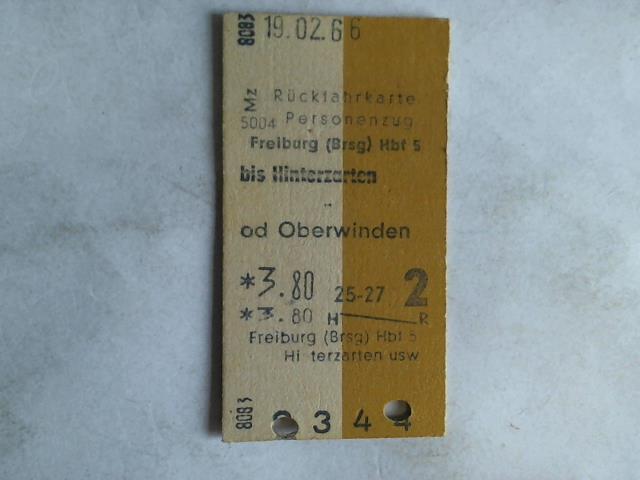 8083 19.02.66
Mz Rückfahrkarte
5004 Personenzug
Freiburg (Brsg) Hbf 5
bis Hinterzarten
od Oberwinden
*3.80 25-27 2
*3.80 H R
Freiburg (Brsg) Hbf 5
Hi terzarten usw
8083 344